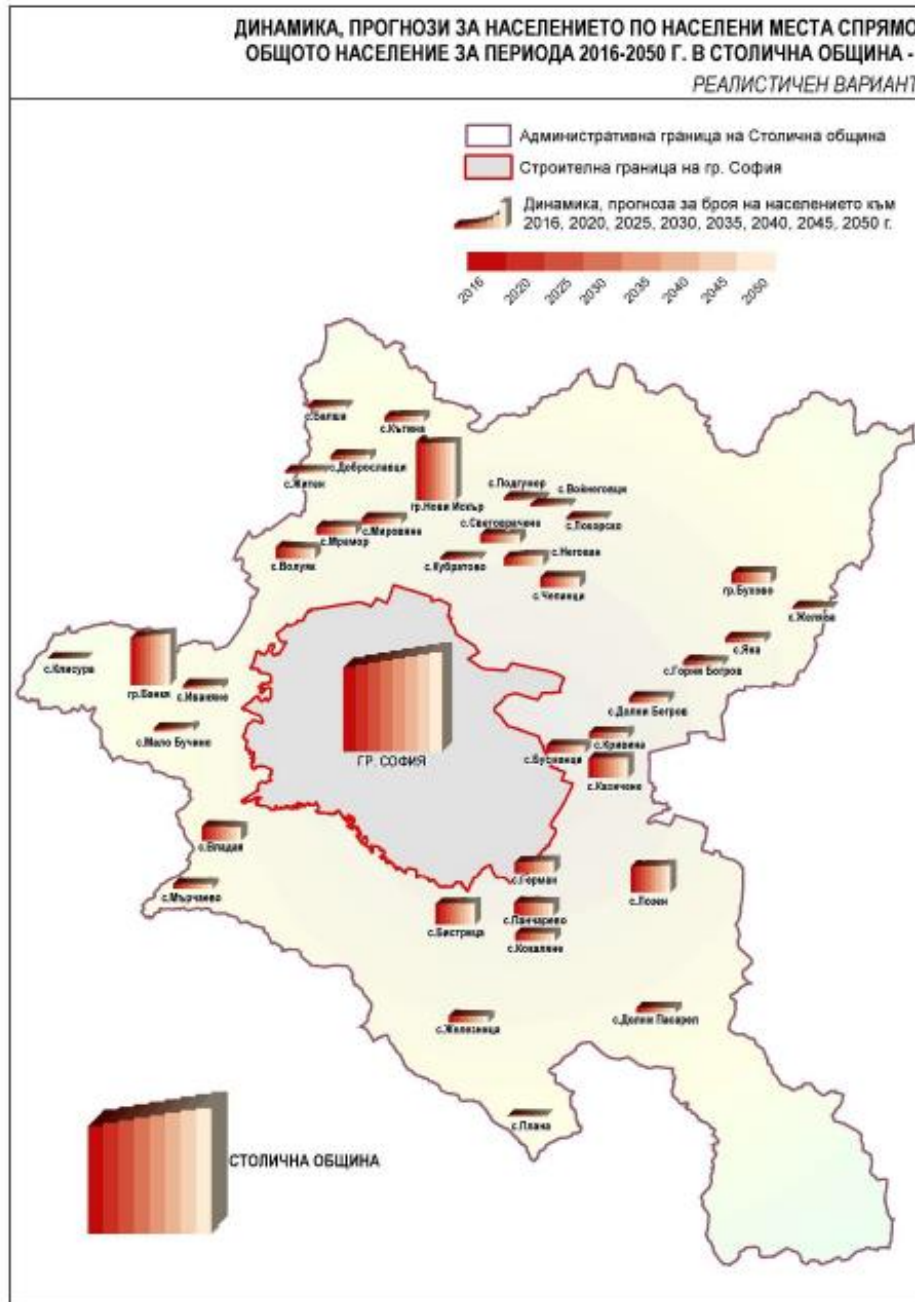 ДИНАМИКА, ПРОГНОЗИ ЗА НАСЕЛЕНИЕТО ПО НАСЕЛЕНИ МЕСТА СПРЯМО
ОБЩОТО НАСЕЛЕНИЕ ЗА ПЕРИОДА 2016-2050 Г. В СТОЛИЧНА ОБЩИНА -
РЕАЛИСТИЧЕН ВАРИАНТ
Административна граница на Столична община
Строителна граница на гр. София
Динамика, прогноза за броя на населението към
2016, 2020, 2025, 2030, 2035, 2040, 2045, 2050 г.
2016 2020 2025 2030 2035 2040 2045 2050
с.Балша
с.Кътина
с.Доброславци
с.Житен
гр.Нови Искър
с.Подгумер
с.Войнеговци
с.Световрачене
с.Локорско
с.Мировяне
с.Мрамор
с.Волуяк
с.Кубратово
с.Негован
с.Чепинци
гр.Бухово
с.Желява
с.Яна
с.Горни Богров
с.Клисура
гр.Банкя
с.Иваняне
с.Долни Богров
с.Мало Бучино
с.Кривина
с.Бусманци
ГР. СОФИЯ
с.Казичене
с.Владая
с.Герман
с.Мърчаево
с.Лозен
с.Панчарево
с.Бистрица
с.Кокаляне
с.Железница
с.Долни Пасарел
с.Плана
СТОЛИЧНА ОБЩИНА